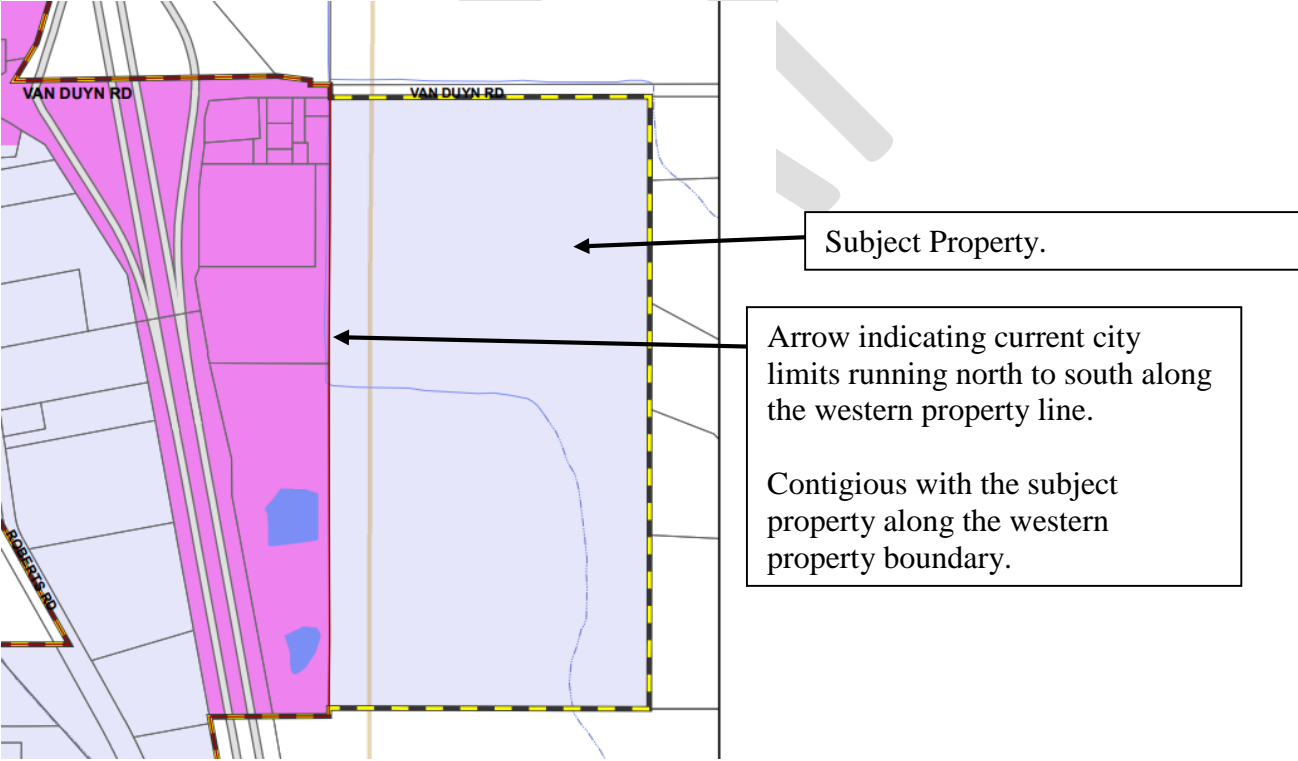 VAN DUYN RD
VAN DUYN RD
Subject Property.
Arrow indicating current city
limits running north to south along
the western property line.
Contigious with the subject
property along the western
property boundary.
ROBERTS RD